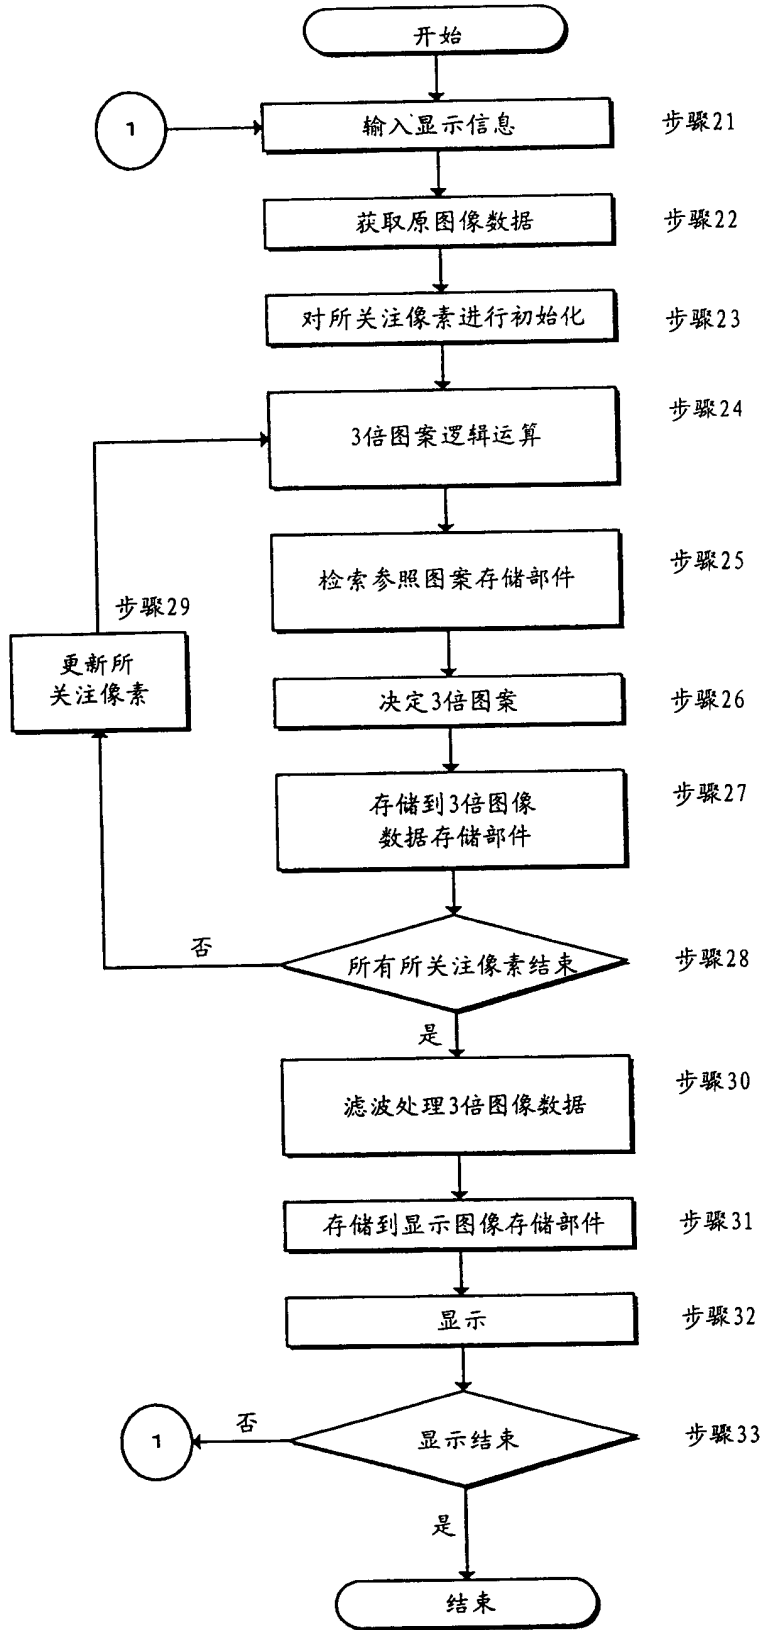 开始
1
输入显示信息
步骤21
获取原图像数据
步骤22
对所关注像素进行初始化
步骤23
3倍图案逻辑运算
步骤24
检索参照图案存储部件
步骤25
步骤29
更新所
关注像素
决定3倍图案
步骤26
存储到3倍图像
数据存储部件
步骤27
否
所有所关注像素结束
步骤28
是
滤波处理3倍图像数据
步骤30
存储到显示图像存储部件
步骤31
显示
步骤32
1
否
显示结束
步骤33
是
结束